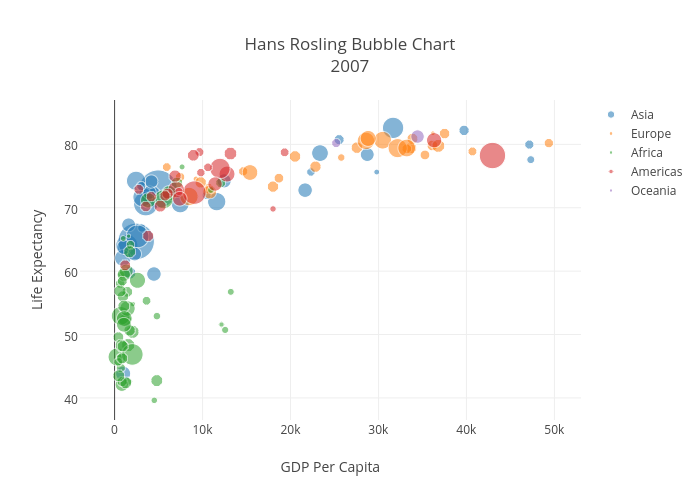 Hans Rosling Bubble Chart
2007
Asia
Europe
Africa
Americas
Oceania
Life Expectancy
80
70
60
50
40
0
10k
20k
30k
40k
50k
GDP Per Capita